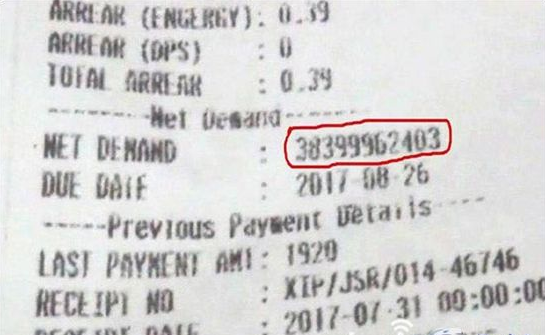 ARREAR (ENGERGY): 0.39
ARREAR (DPS) : 0
TOTAL ARREAR : 0.39
--------Net Demand--------
NET DEMAND : 38399962403
DUE DATE : 2017-08-26
-----Previous Payment Details----
LAST PAYMENT AMT: 1920
RECEIPT NO : XIP/JSR/014-46746
: 2017-07-31 00:00:00